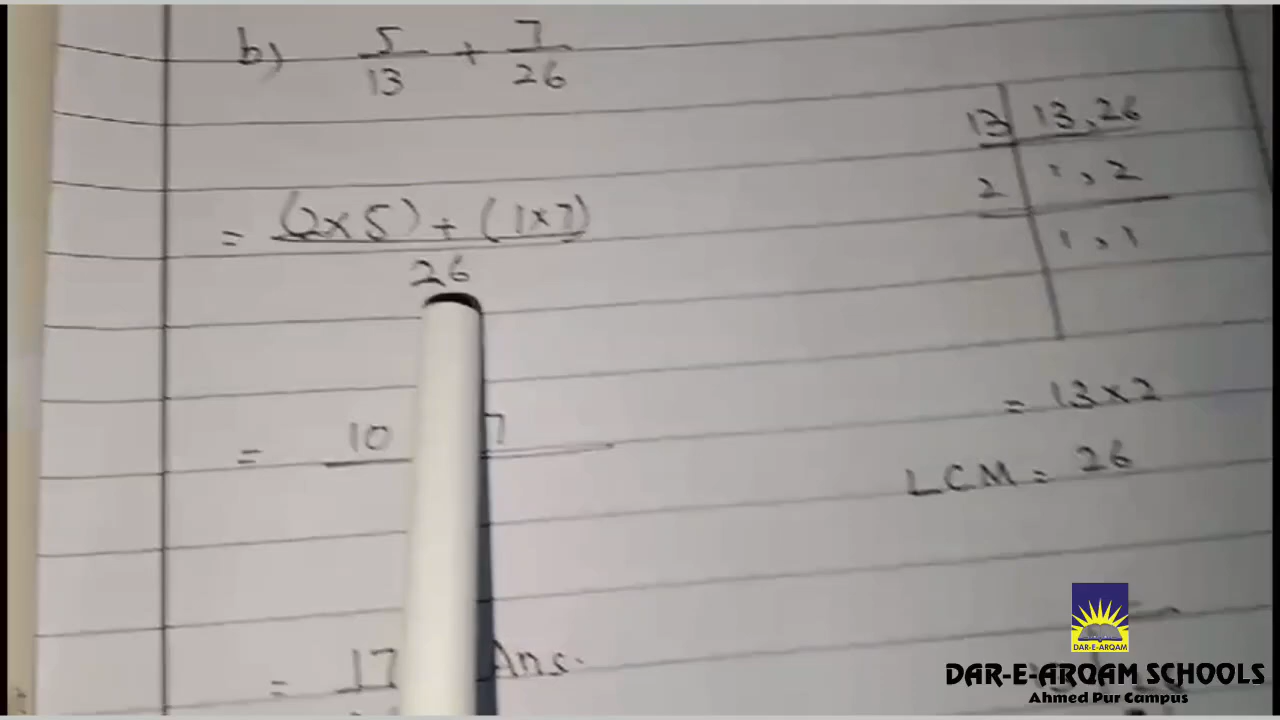 b) 5/13 + 7/26
= (2×5) + (1×7) / 26
= 10 7
= 17 Ans.
13 | 13, 26
2 | 1, 2
1, 1
= 13×2
LCM = 26
DAR-E-ARQAM
DAR-E-ARQAM SCHOOLS
Ahmed Pur Campus